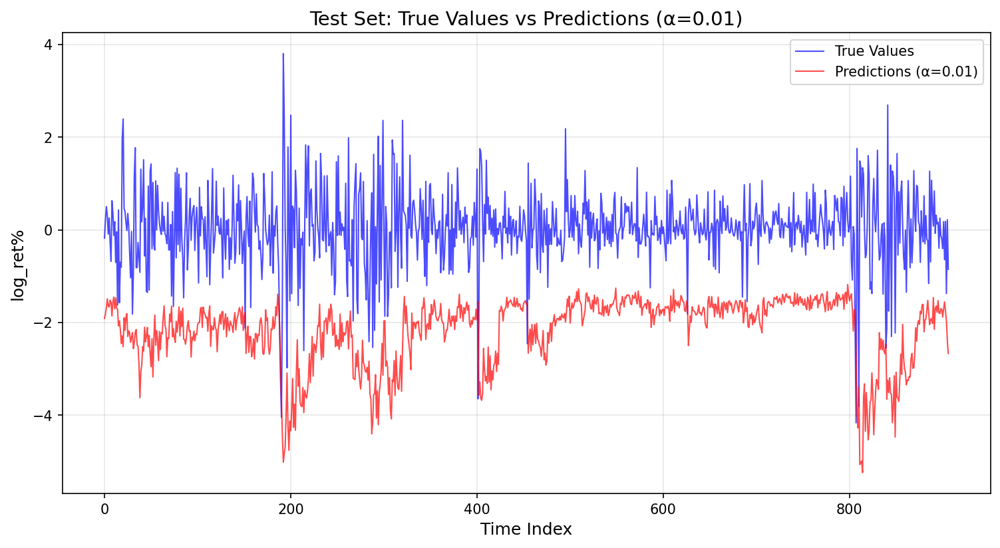 Test Set: True Values vs Predictions (α=0.01)
True Values
Predictions (α=0.01)
log_ret%
4
2
0
−2
−4
0
200
400
600
800
Time Index